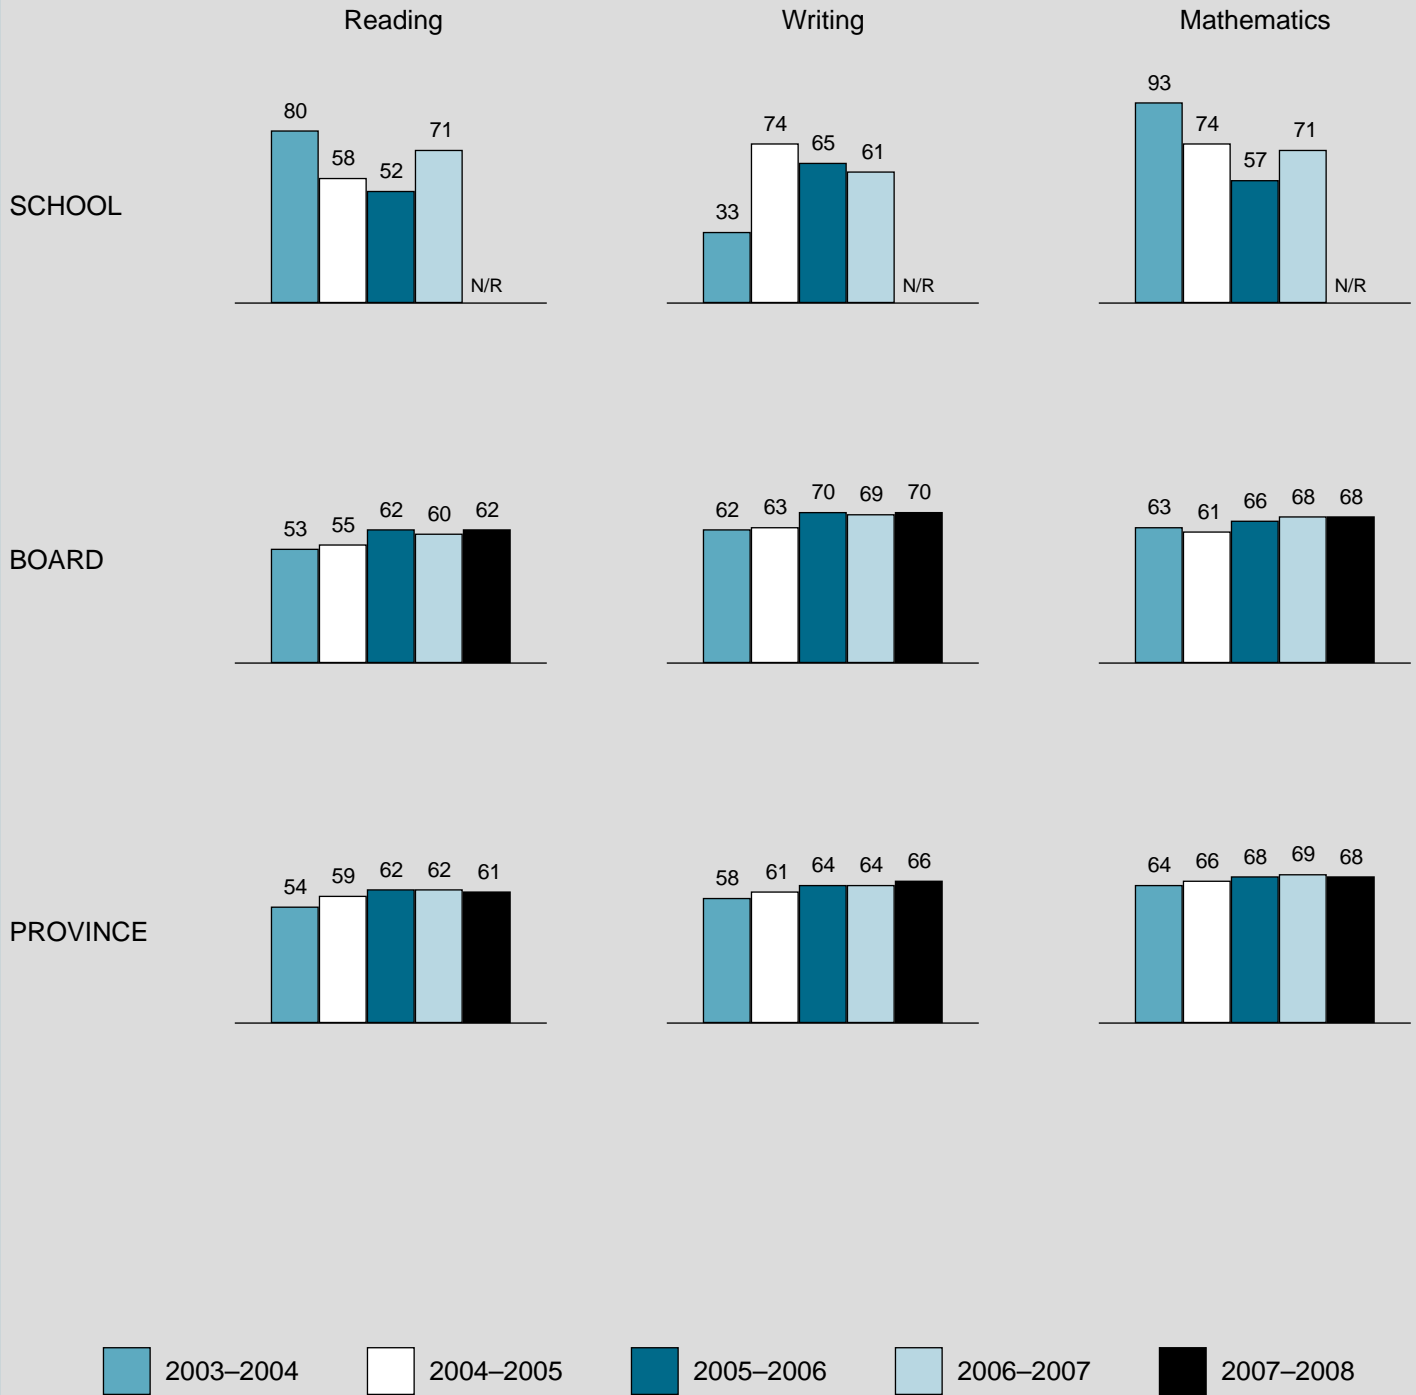 Reading Writing Mathematics
SCHOOL
80 58 52 71 N/R
33 74 65 61 N/R
93 74 57 71 N/R
BOARD
53 55 62 60 62
62 63 70 69 70
63 61 66 68 68
PROVINCE
54 59 62 62 61
58 61 64 64 66
64 66 68 69 68
2003–2004 2004–2005 2005–2006 2006–2007 2007–2008